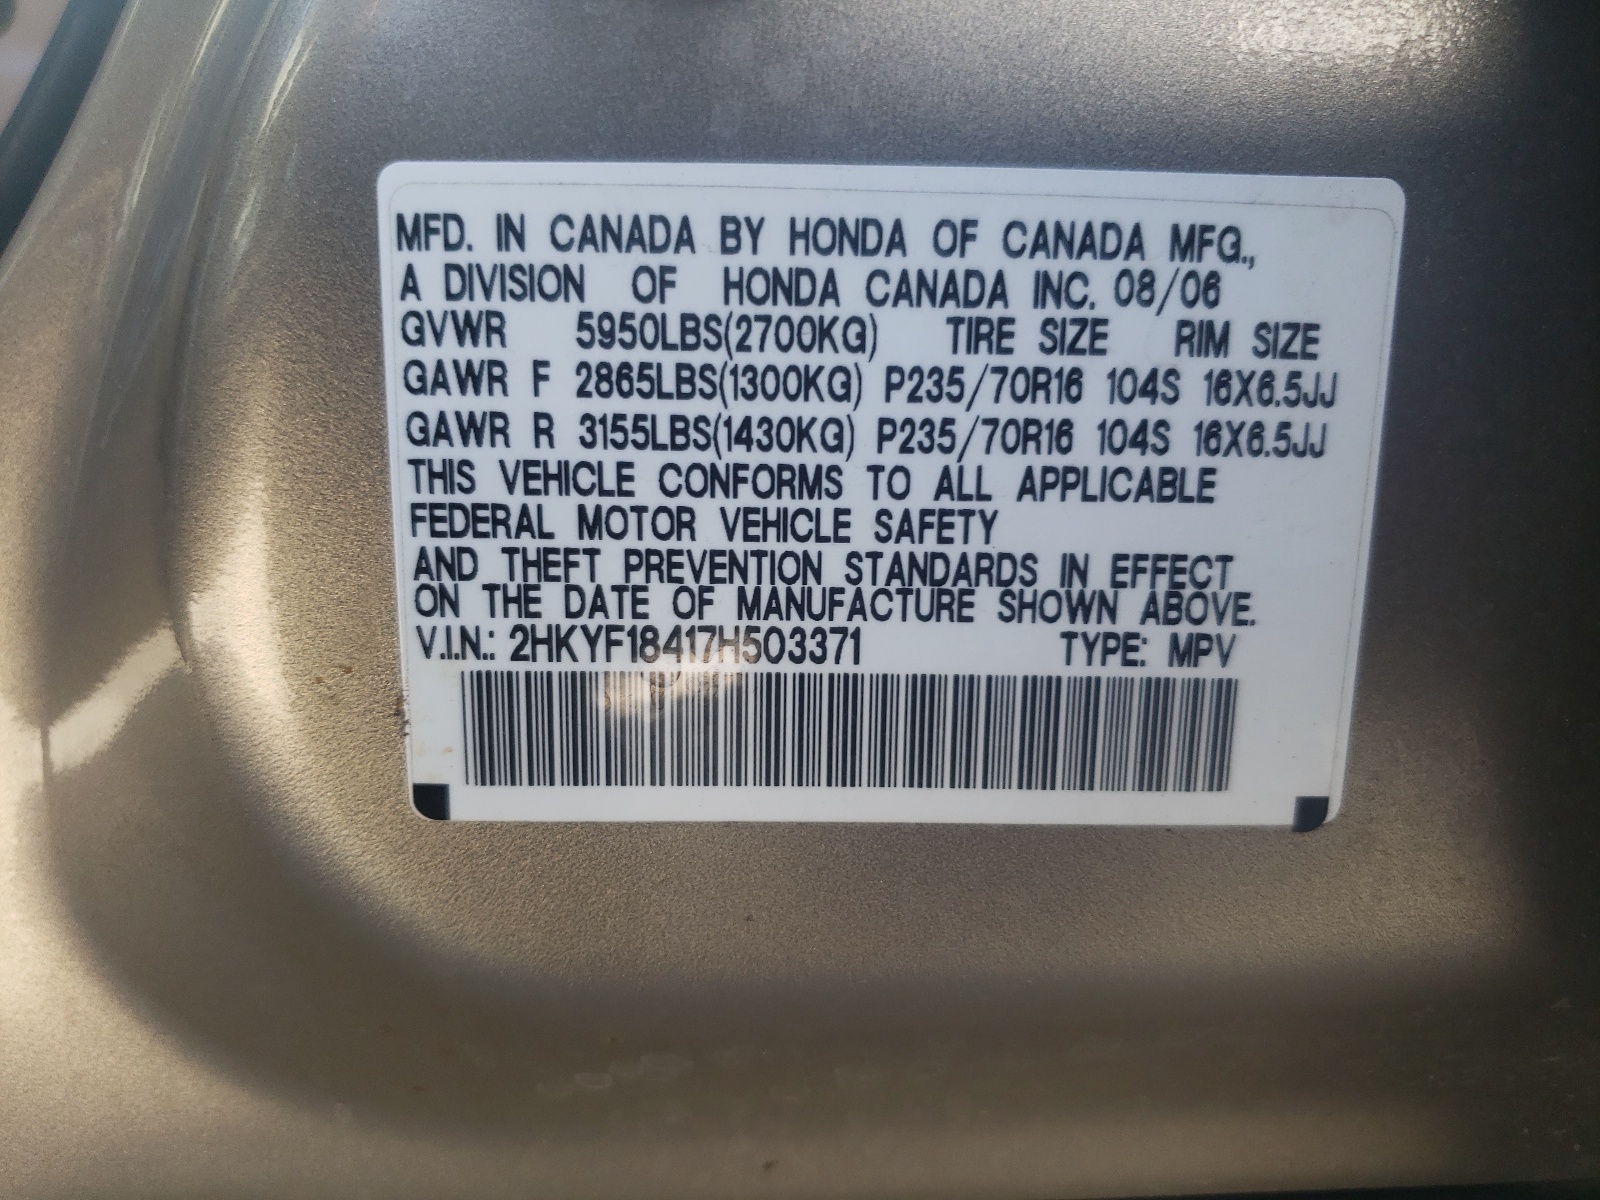 MFD. IN CANADA BY HONDA OF CANADA MFG.,
A DIVISION OF HONDA CANADA INC. 08/06
GVWR 5950LBS(2700KG) TIRE SIZE RIM SIZE
GAWR F 2865LBS(1300KG) P235/70R16 104S 16X6.5JJ
GAWR R 3155LBS(1430KG) P235/70R16 104S 16X6.5JJ
THIS VEHICLE CONFORMS TO ALL APPLICABLE
FEDERAL MOTOR VEHICLE SAFETY
AND THEFT PREVENTION STANDARDS IN EFFECT
ON THE DATE OF MANUFACTURE SHOWN ABOVE.
V.I.N.: 2HKYF18417H503371 TYPE: MPV